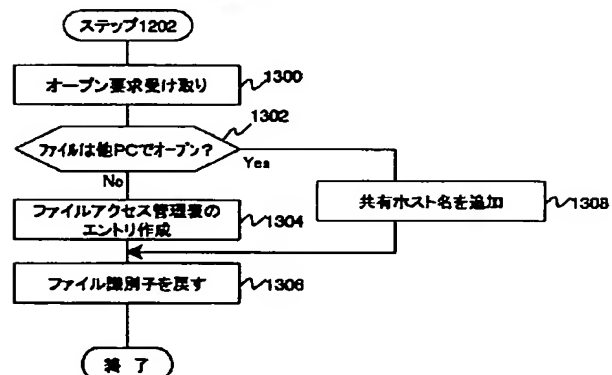 ステップ1202
オープン要求受け取り
1300
1302
ファイルは他PCでオープン?
Yes
No
ファイルアクセス管理表の
エントリ作成
1304
共有ホスト名を追加
1308
ファイル識別子を戻す
1306
終了